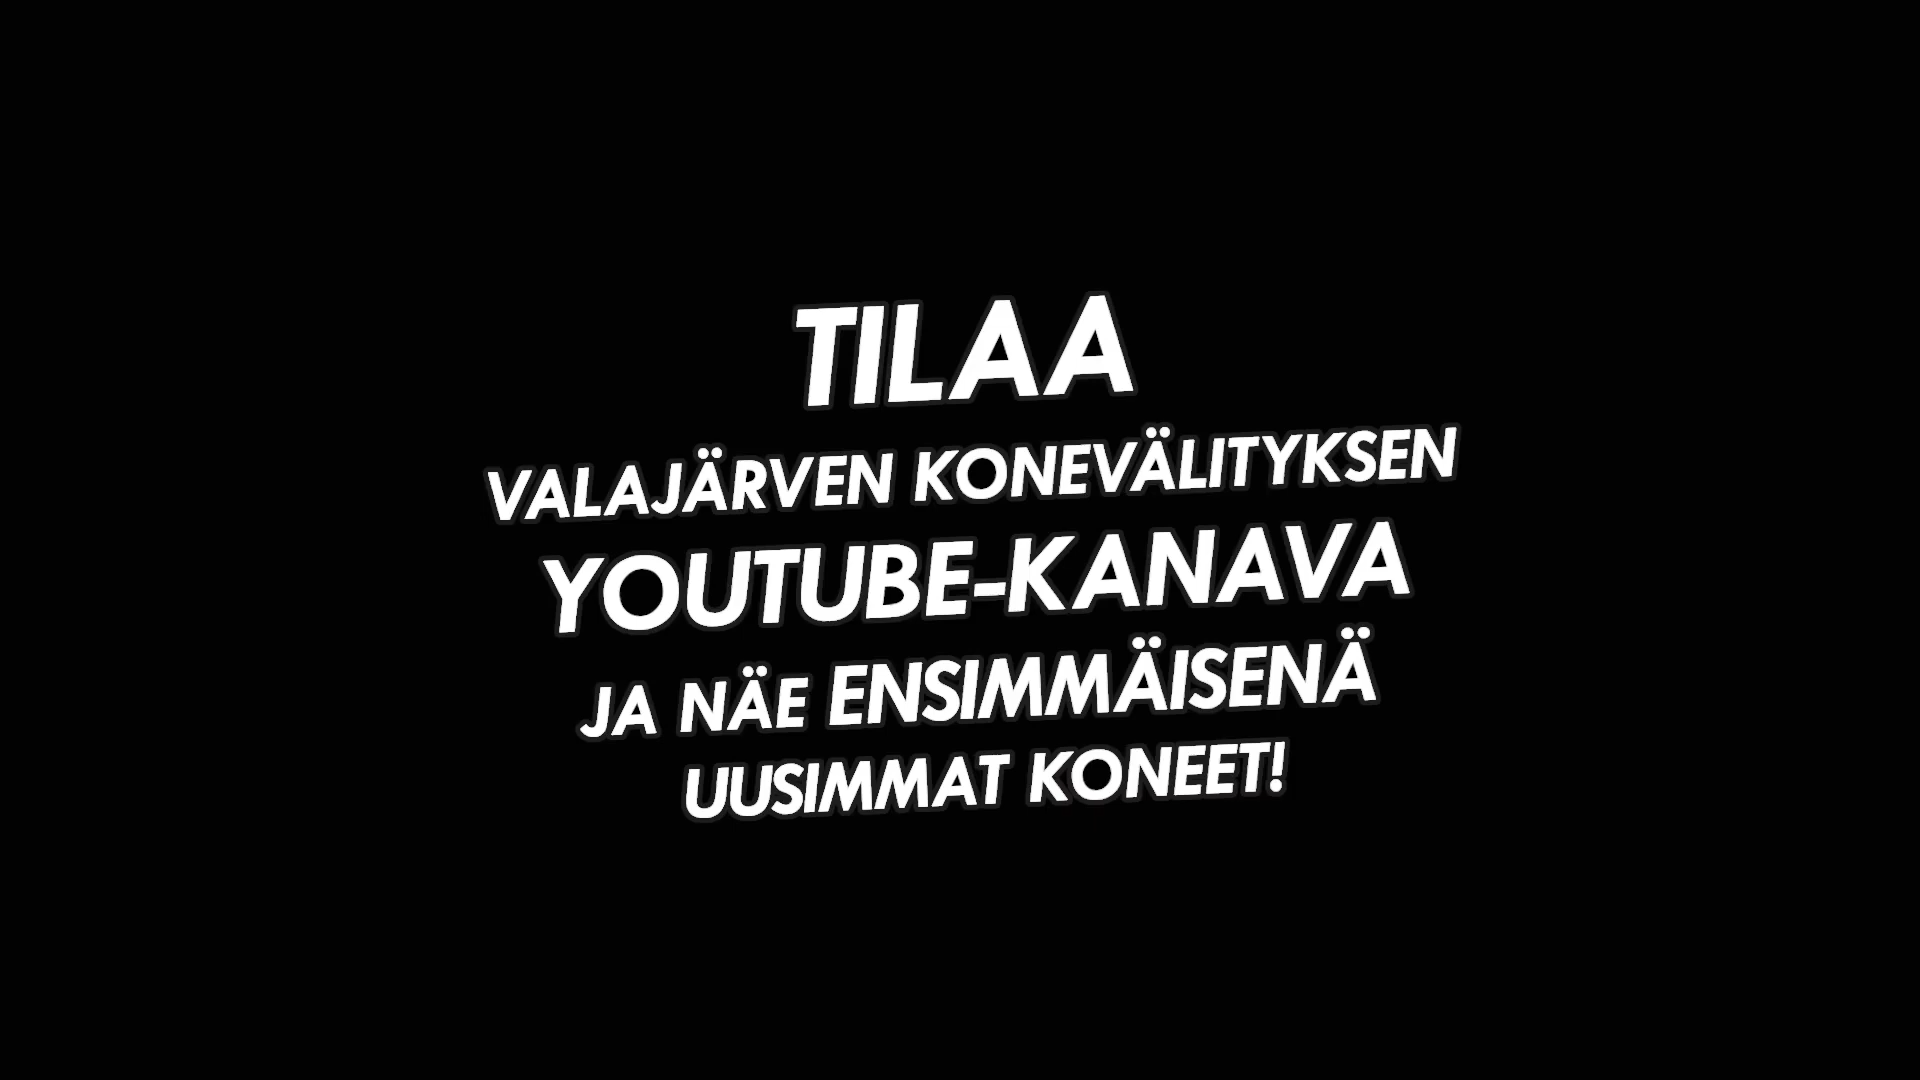 TILAA
VALAJÄRVEN KONEVÄLITYKSEN
YOUTUBE-KANAVA
JA NÄE ENSIMMÄISENÄ
UUSIMMAT KONEET!